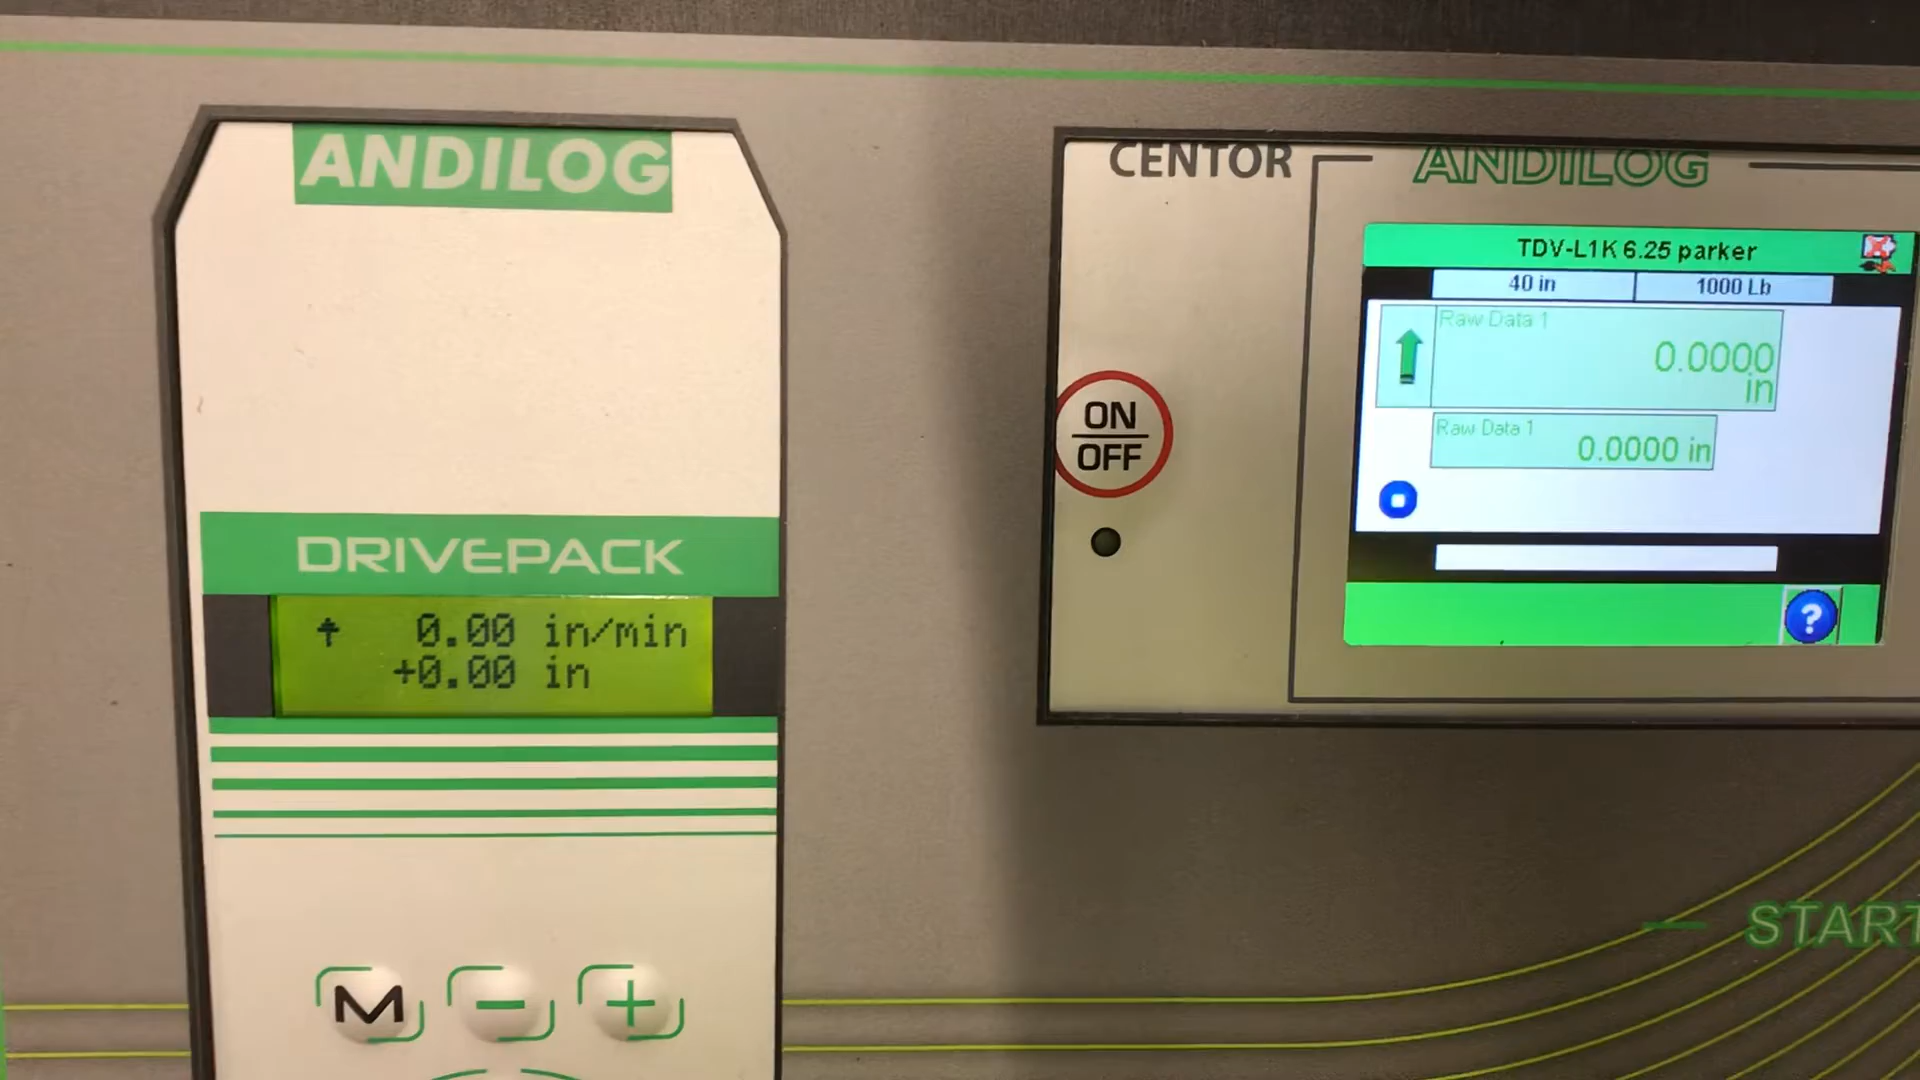 ANDILOG
DRIVEPACK
0.00 in/min
+0.00 in
M - +
CENTOR
ANDILOG
ON
OFF
TDV-L1K 6.25 parker
40 in 1000 Lb
Raw Data 1
0.0000
in
Raw Data 1
0.0000 in
?
START